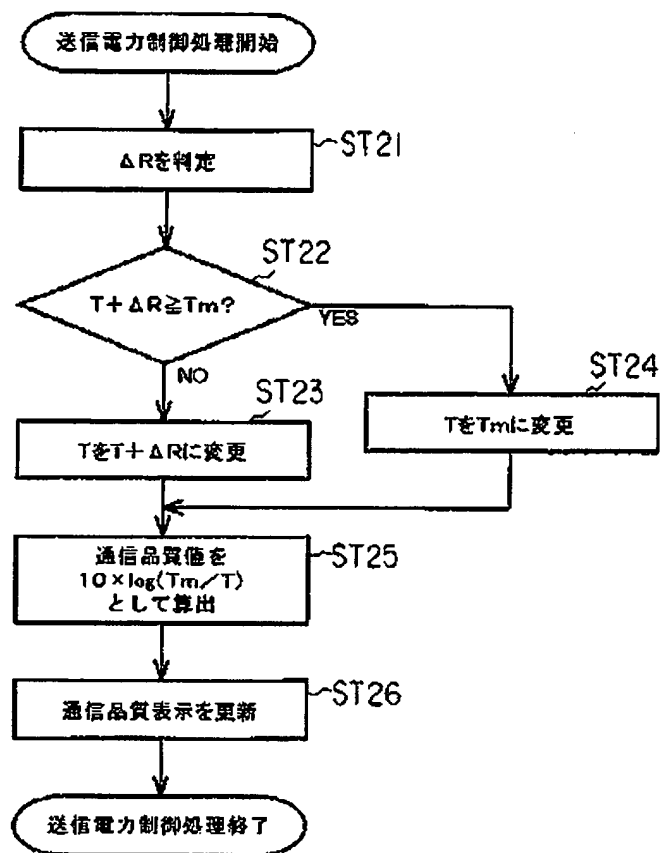 送信電力制御処理開始
ΔRを判定
ST21
T+ΔR≧Tm?
ST22
YES
NO
TをT+ΔRに変更
ST23
TをTmに変更
ST24
通信品質値を
10×log(Tm/T)
として算出
ST25
通信品質表示を更新
ST26
送信電力制御処理終了